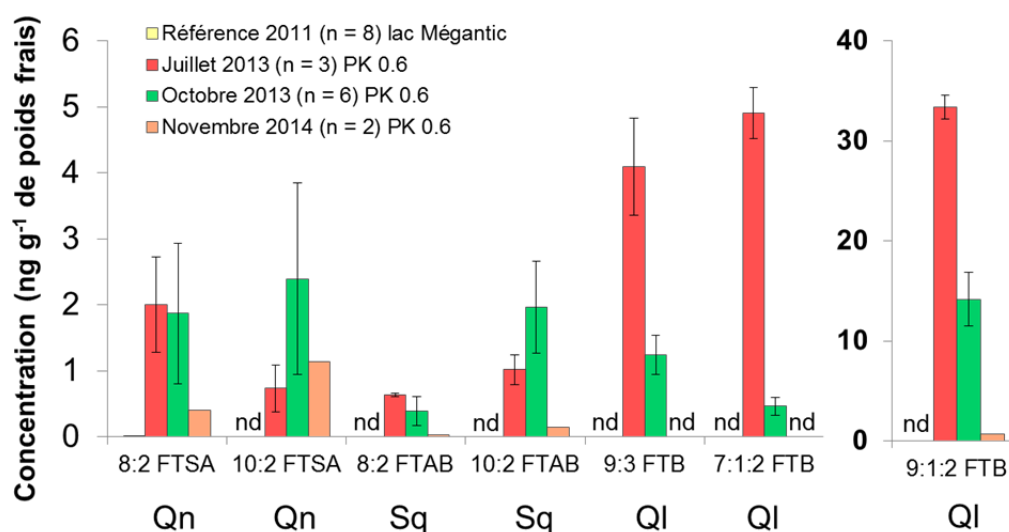 Concentration (ng g⁻¹ de poids frais)
Référence 2011 (n = 8) lac Mégantic
Juillet 2013 (n = 3) PK 0.6
Octobre 2013 (n = 6) PK 0.6
Novembre 2014 (n = 2) PK 0.6
6
5
4
3
2
1
0
nd nd nd nd nd nd nd
8:2 FTSA 10:2 FTSA 8:2 FTAB 10:2 FTAB 9:3 FTB 7:1:2 FTB
Qn Qn Sq Sq Ql Ql
40
30
20
10
0
nd
9:1:2 FTB
Ql